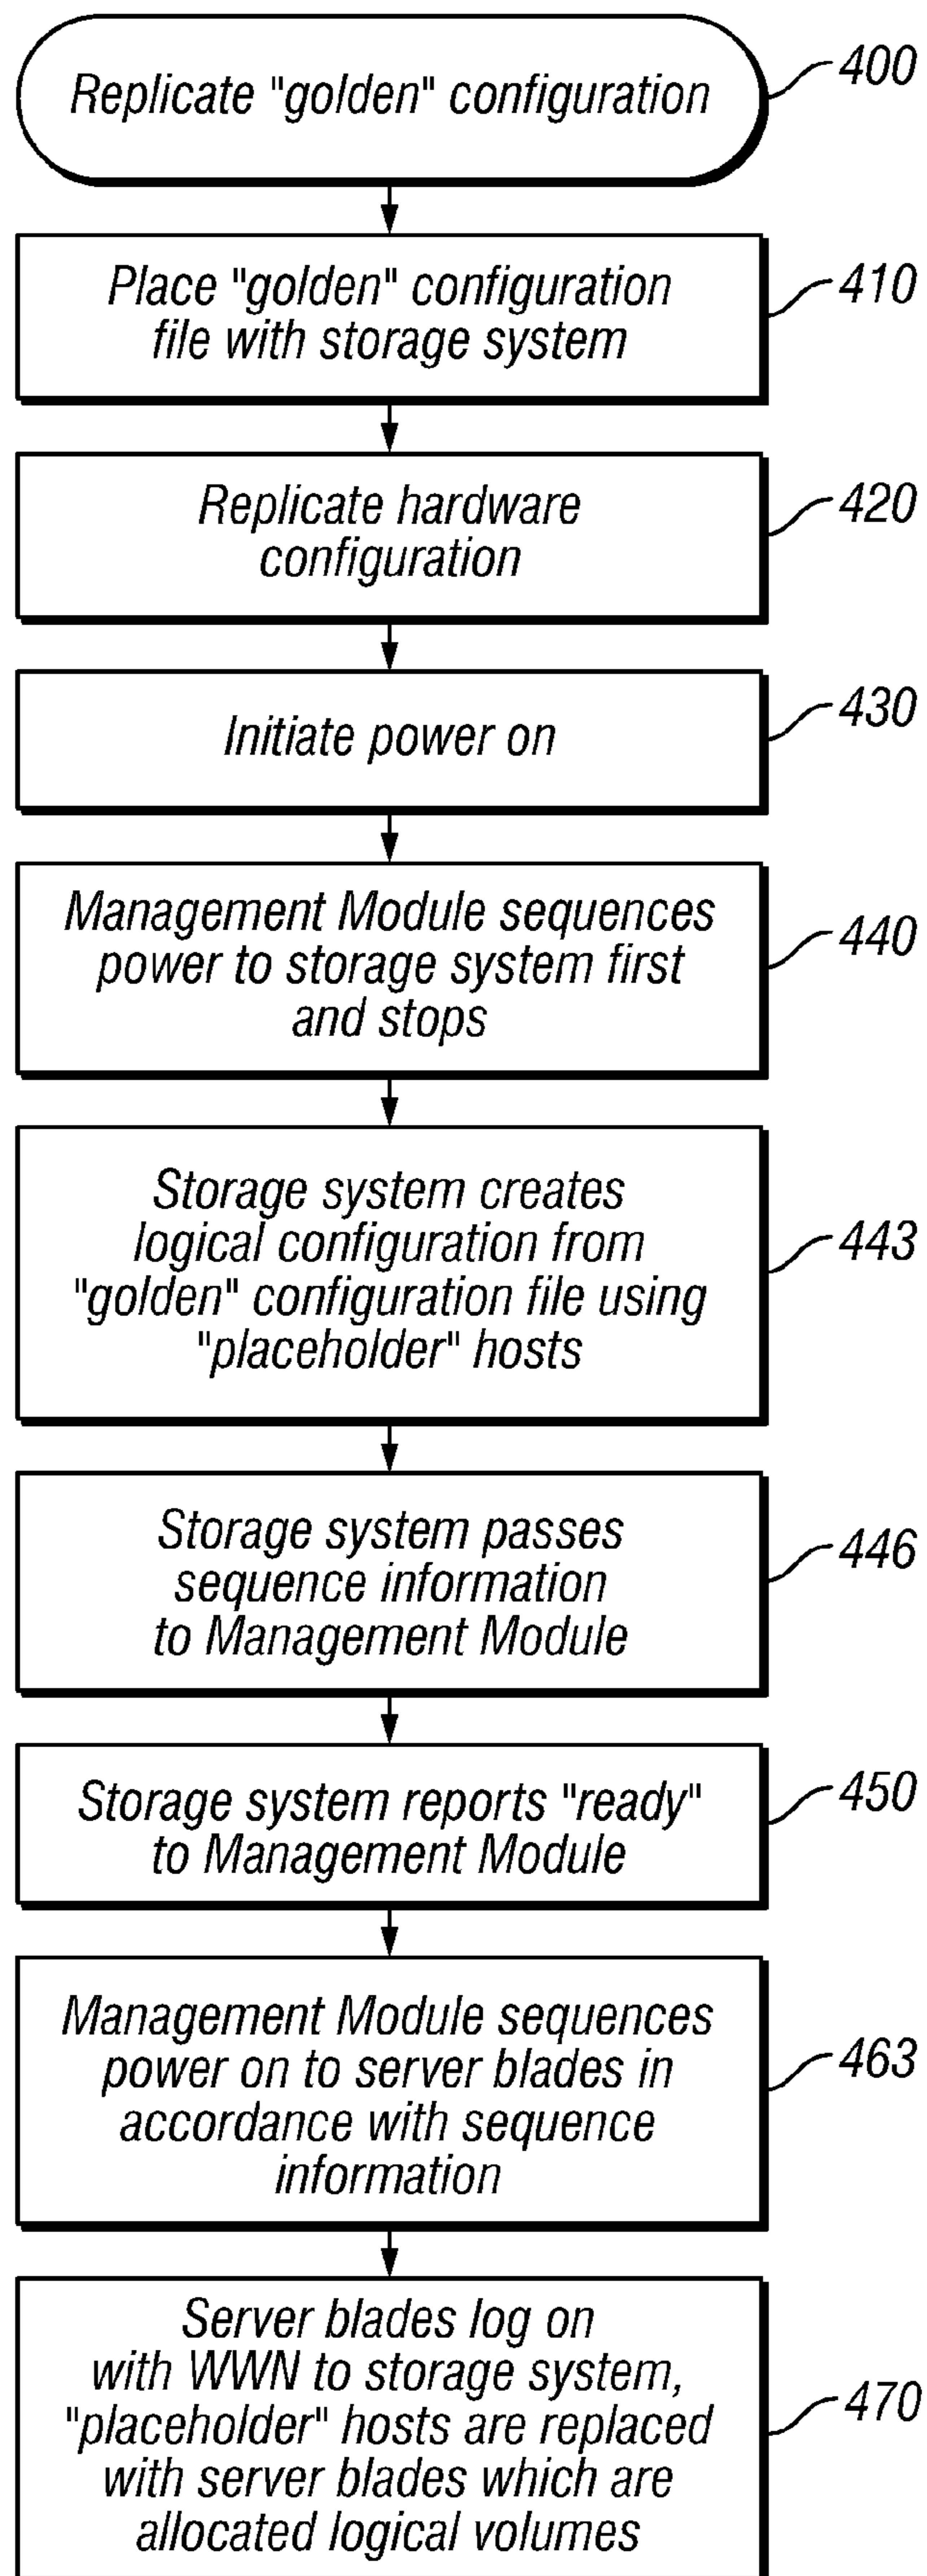 Replicate "golden" configuration
400
Place "golden" configuration
file with storage system
410
Replicate hardware
configuration
420
Initiate power on
430
Management Module sequences
power to storage system first
and stops
440
Storage system creates
logical configuration from
"golden" configuration file using
"placeholder" hosts
443
Storage system passes
sequence information
to Management Module
446
Storage system reports "ready"
to Management Module
450
Management Module sequences
power on to server blades in
accordance with sequence
information
463
Server blades log on
with WWN to storage system,
"placeholder" hosts are replaced
with server blades which are
allocated logical volumes
470